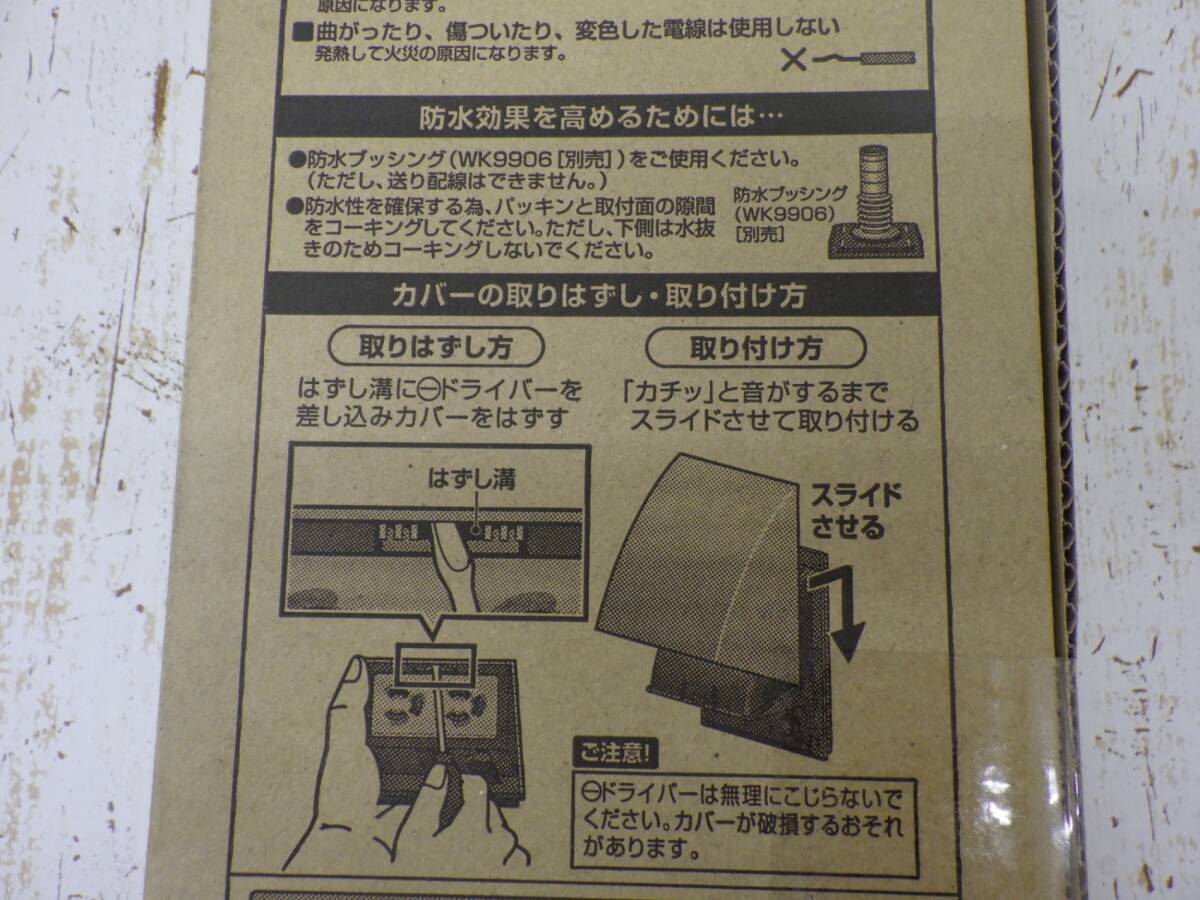 原因になります。
■曲がったり、傷ついたり、変色した電線は使用しない
発熱して火災の原因になります。
防水効果を高めるためには…
●防水ブッシング(WK9906[別売])をご使用ください。
(ただし、送り配線はできません。)
●防水性を確保する為、パッキンと取付面の隙間
をコーキングしてください。ただし、下側は水抜
きのためコーキングしないでください。
防水ブッシング
(WK9906)
[別売]
カバーの取りはずし・取り付け方
取りはずし方
はずし溝に⊖ドライバーを
差し込みカバーをはずす
はずし溝
取り付け方
「カチッ」と音がするまで
スライドさせて取り付ける
スライド
させる
ご注意!
⊖ドライバーは無理にこじらないで
ください。カバーが破損するおそれ
があります。